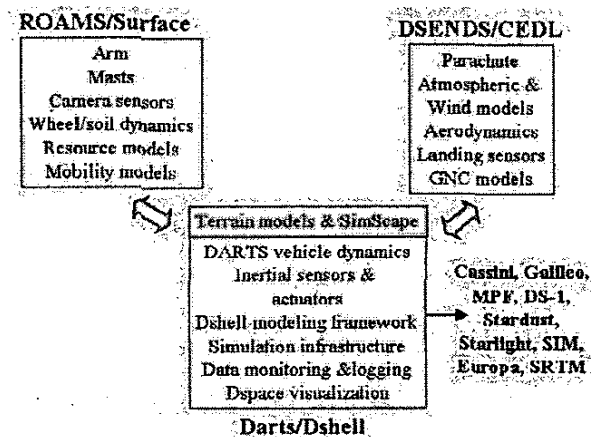 ROAMS/Surface
Arm
Masts
Camera sensors
Wheel/soil dynamics
Resource models
Mobility models
DSENDS/CEDL
Parachute
Atmospheric &
Wind models
Aerodynamics
Landing sensors
GNC models
Terrain models & SimScape
DARTS vehicle dynamics
Inertial sensors &
actuators
Dshell modeling framework
Simulation infrastructure
Data monitoring &logging
Dspace visualization
Darts/Dshell
Cassini, Galileo,
MPF, DS-1,
Stardust,
Starlight, SIM,
Europa, SRTM